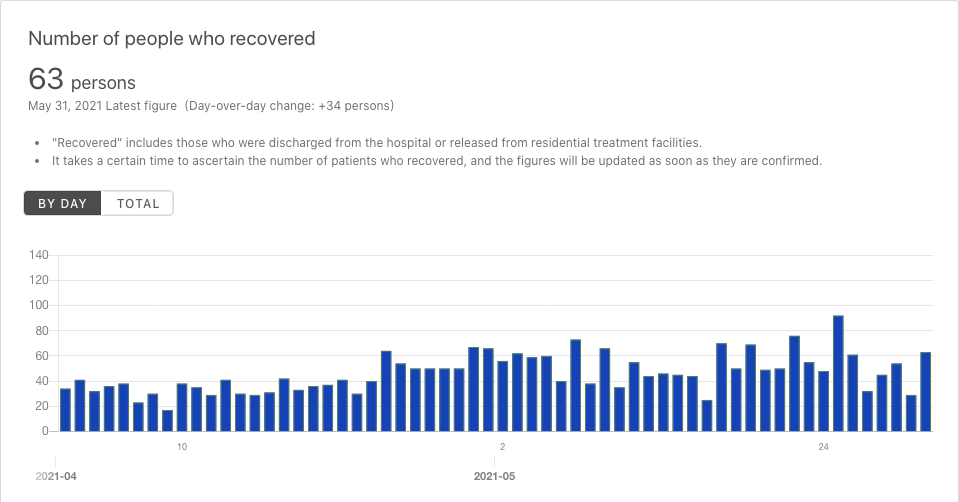 Number of people who recovered
63 persons
May 31, 2021 Latest figure (Day-over-day change: +34 persons)
• "Recovered" includes those who were discharged from the hospital or released from residential treatment facilities.
• It takes a certain time to ascertain the number of patients who recovered, and the figures will be updated as soon as they are confirmed.
BY DAY TOTAL
140
120
100
80
60
40
20
0
10 2 24
2021-04 2021-05